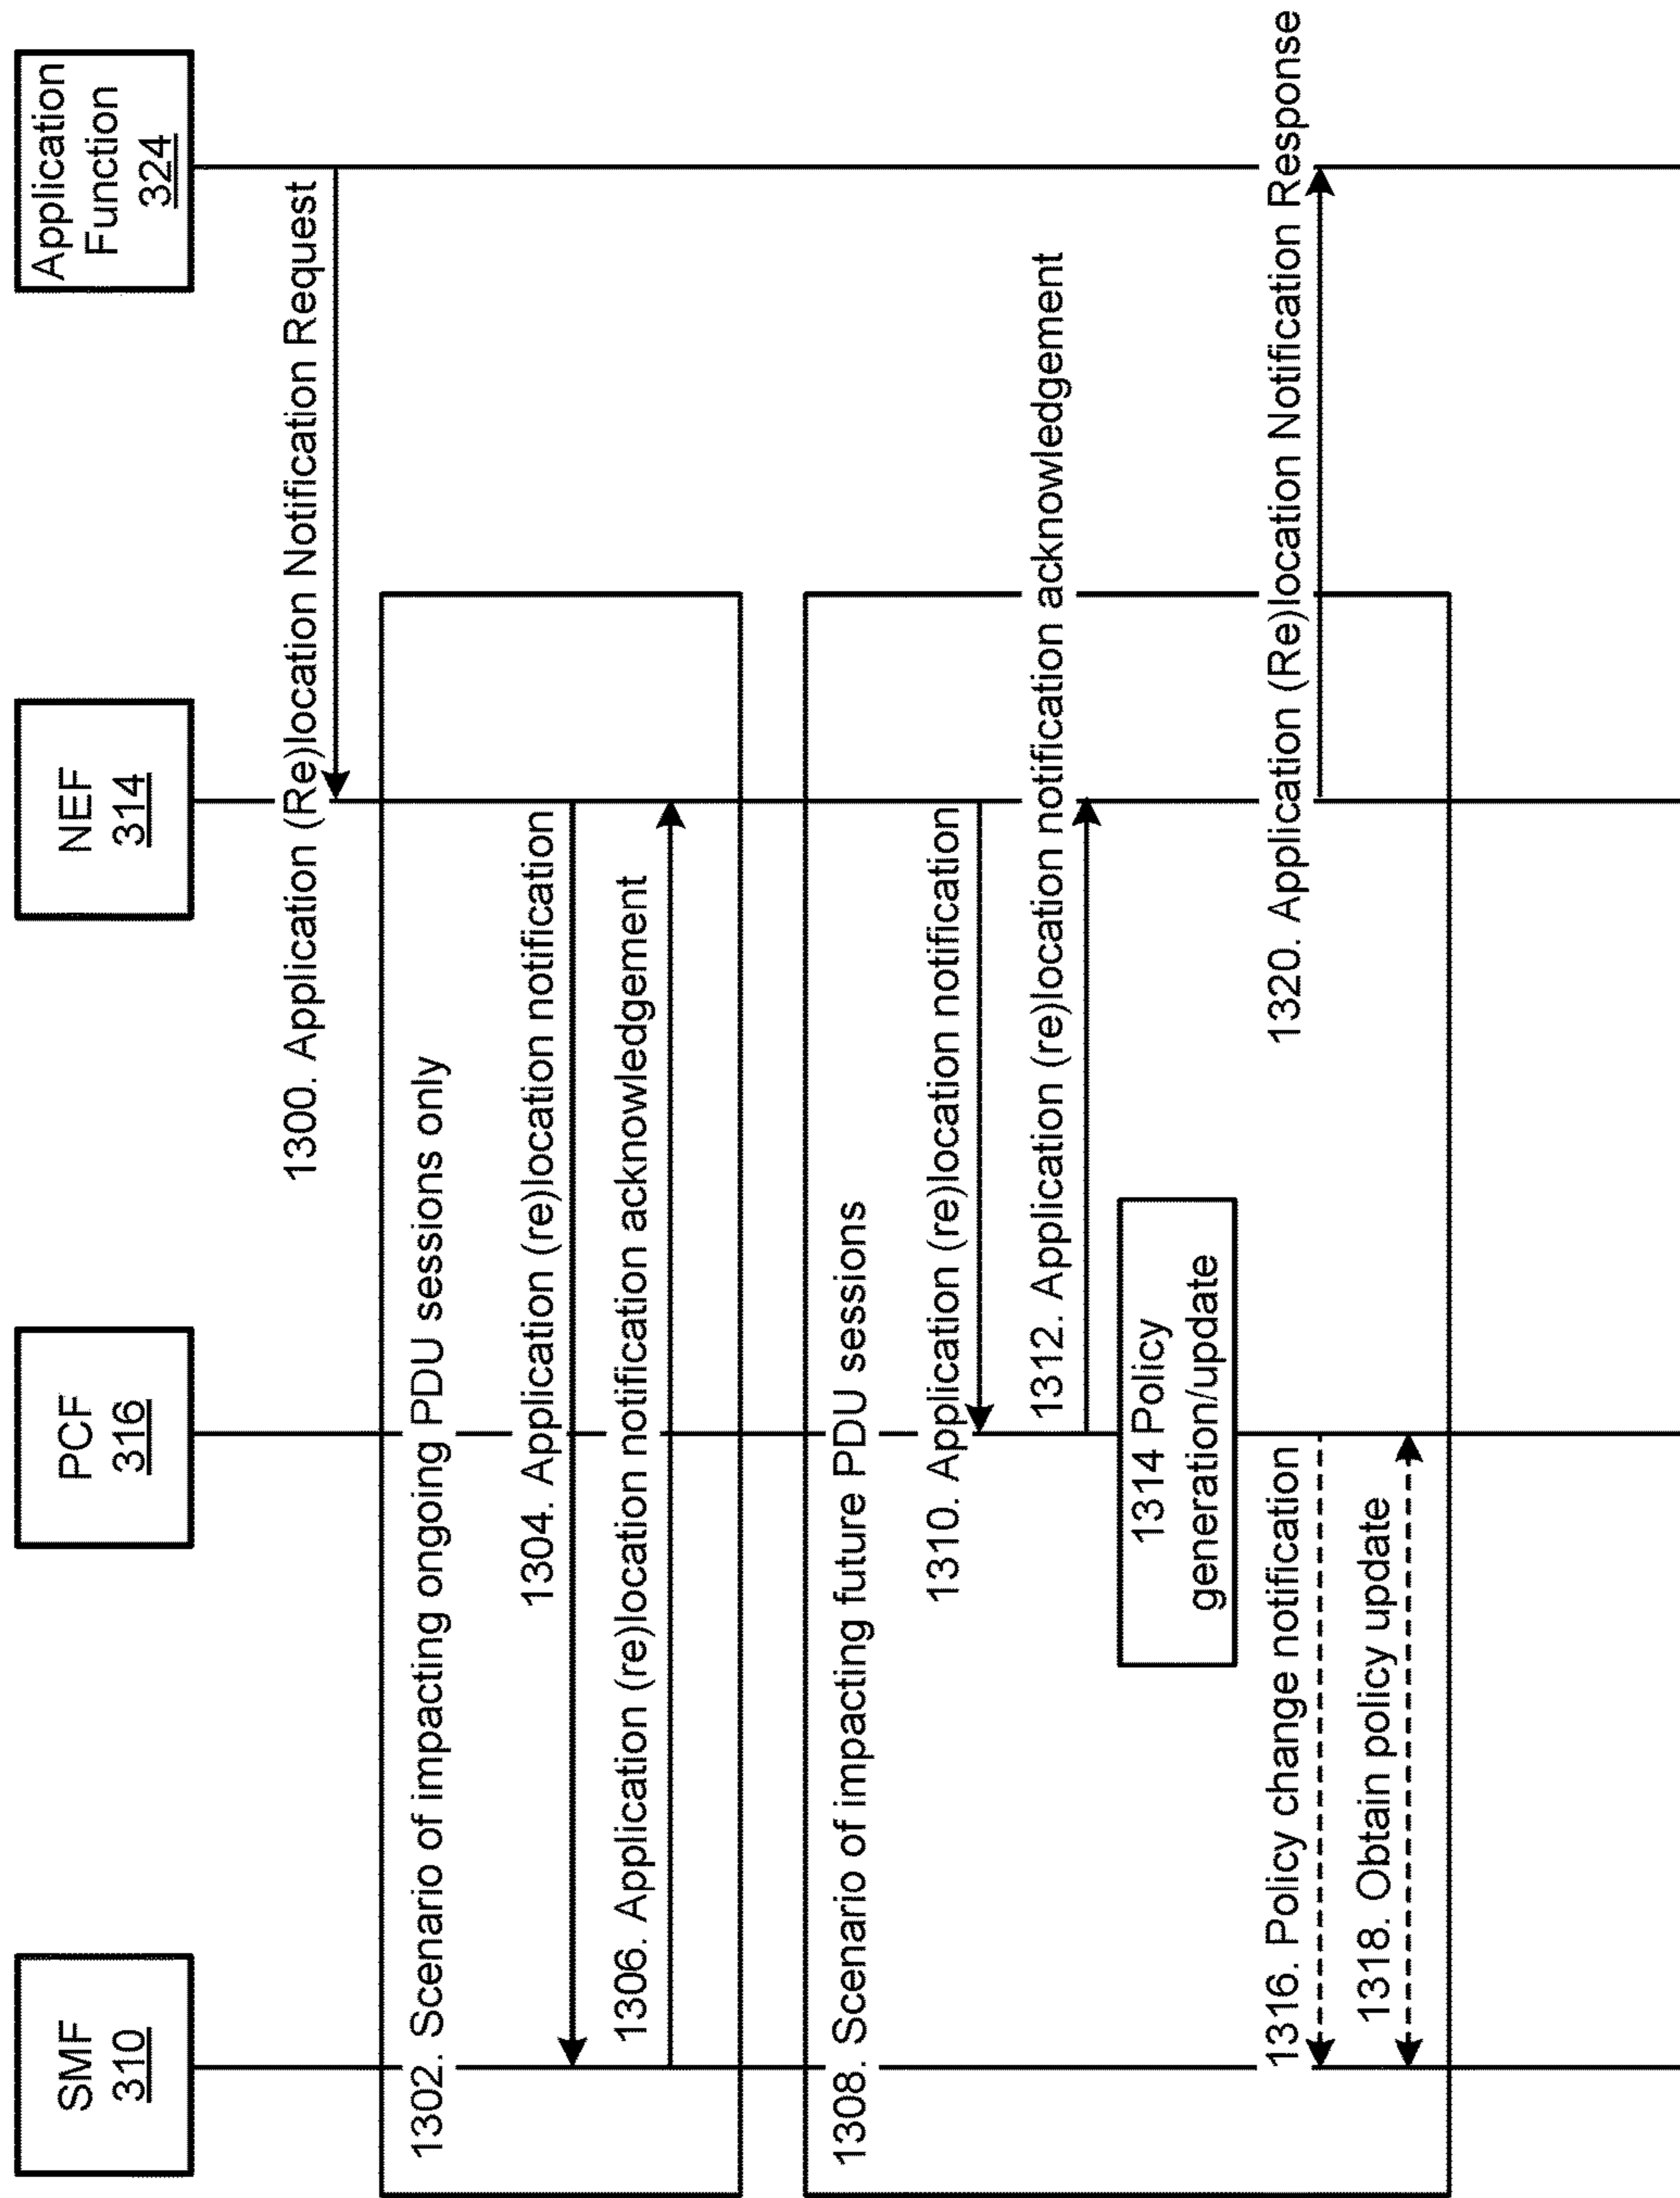 SMF
310
PCF
316
NEF
314
Application
Function
324
1300. Application (Re)location Notification Request
1302. Scenario of impacting ongoing PDU sessions only
1304. Application (re)location notification
1306. Application (re)location notification acknowledgement
1308. Scenario of impacting future PDU sessions
1310. Application (re)location notification
1312. Application (re)location notification acknowledgement
1314 Policy
generation/update
1316. Policy change notification
1320. Application (Re)location Notification Response
1318. Obtain policy update